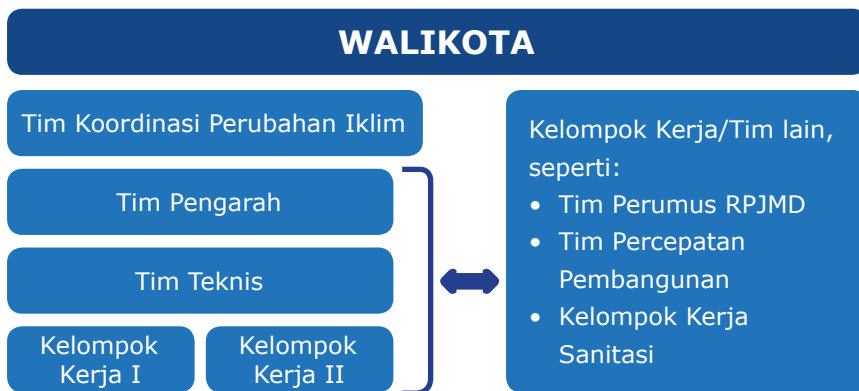 WALIKOTA
Tim Koordinasi Perubahan Iklim
Tim Pengarah
Tim Teknis
Kelompok
Kerja I
Kelompok
Kerja II
Kelompok Kerja/Tim lain,
seperti:
• Tim Perumus RPJMD
• Tim Percepatan
Pembangunan
• Kelompok Kerja
Sanitasi